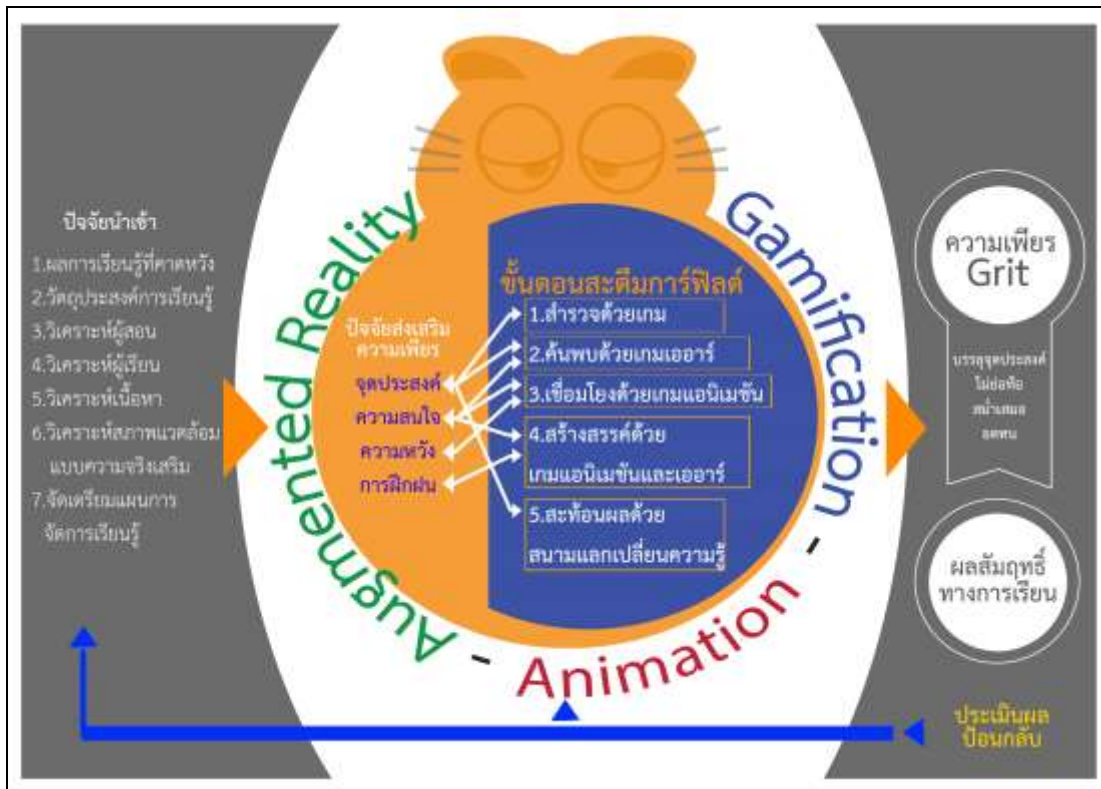 ปัจจัยนำเข้า
1.ผลการเรียนรู้ที่คาดหวัง
2.วัตถุประสงค์การเรียนรู้
3.วิเคราะห์ผู้สอน
4.วิเคราะห์ผู้เรียน
5.วิเคราะห์เนื้อหา
6.วิเคราะห์สภาพแวดล้อม
แบบความจริงเสริม
7.จัดเตรียมแผนการ
จัดการเรียนรู้
Augmented Reality - Animation - Gamification
ปัจจัยส่งเสริม
ความเพียร
จุดประสงค์
ความสนใจ
ความหวัง
การฝึกฝน
ขั้นตอนสะตีมการ์ฟิลด์
1.สำรวจด้วยเกม
2.ค้นพบด้วยเกมเออาร์
3.เชื่อมโยงด้วยเกมแอนิเมชัน
4.สร้างสรรค์ด้วย
เกมแอนิเมชันและเออาร์
5.สะท้อนผลด้วย
สนามแลกเปลี่ยนความรู้
ความเพียร
Grit
บรรลุจุดประสงค์
ไม่ย่อท้อ
สม่ำเสมอ
อดทน
ผลสัมฤทธิ์
ทางการเรียน
ประเมินผล
ป้อนกลับ